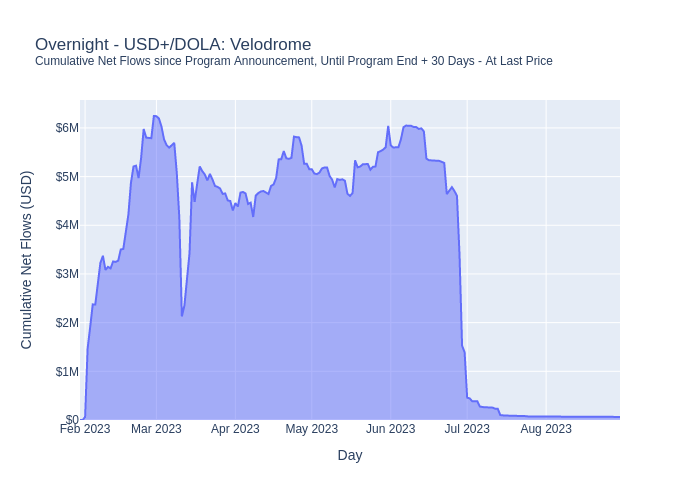 Overnight - USD+/DOLA: Velodrome
Cumulative Net Flows since Program Announcement, Until Program End + 30 Days - At Last Price
Cumulative Net Flows (USD)
$6M
$5M
$4M
$3M
$2M
$1M
$0
Feb 2023 Mar 2023 Apr 2023 May 2023 Jun 2023 Jul 2023 Aug 2023
Day